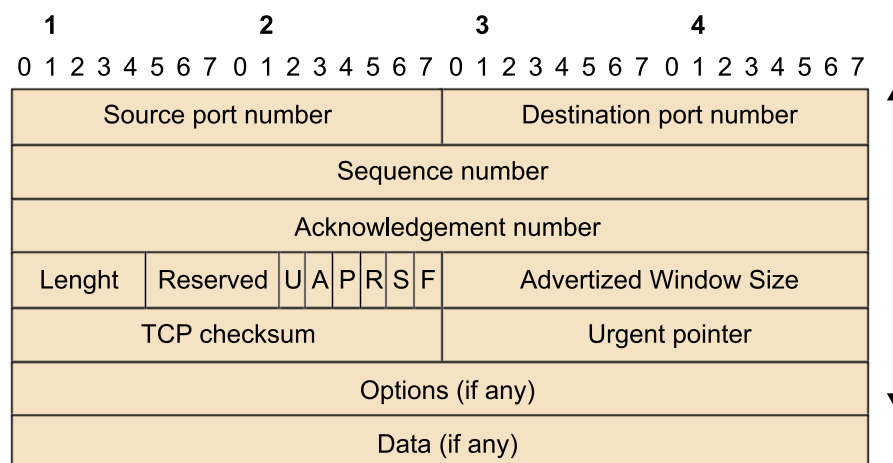 1 2 3 4
0 1 2 3 4 5 6 7 0 1 2 3 4 5 6 7 0 1 2 3 4 5 6 7 0 1 2 3 4 5 6 7
Source port number Destination port number
Sequence number
Acknowledgement number
Lenght Reserved U A P R S F Advertized Window Size
TCP checksum Urgent pointer
Options (if any)
Data (if any)